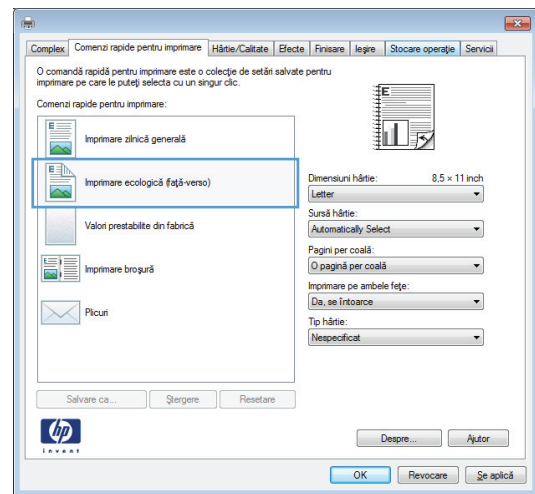 Complex Comenzi rapide pentru imprimare Hârtie/Calitate Efecte Finisare Ieşire Stocare operaţie Servicii
O comandă rapidă pentru imprimare este o colecţie de setări salvate pentru
imprimare pe care le puteţi selecta cu un singur clic.
Comenzi rapide pentru imprimare:
Imprimare zilnică generală
Imprimare ecologică (faţă-verso)
Valori prestabilite din fabrică
Imprimare broşură
Plicuri
Salvare ca... Ştergere Resetare
E
Dimensiuni hârtie: 8,5 × 11 inch
Letter
Sursă hârtie:
Automatically Select
Pagini per coală:
O pagină per coală
Imprimare pe ambele feţe:
Da, se întoarce
Tip hârtie:
Nespecificat
hp
invent
Despre... Ajutor
OK Revocare Se aplică